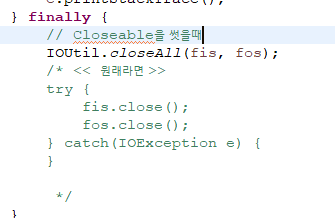 e.printStackTrace();
} finally {
// Closeable을 썻을때
IOUtil.closeAll(fis, fos);
/* << 원래라면 >>
try {
fis.close();
fos.close();
} catch(IOException e) {
}
*/
}